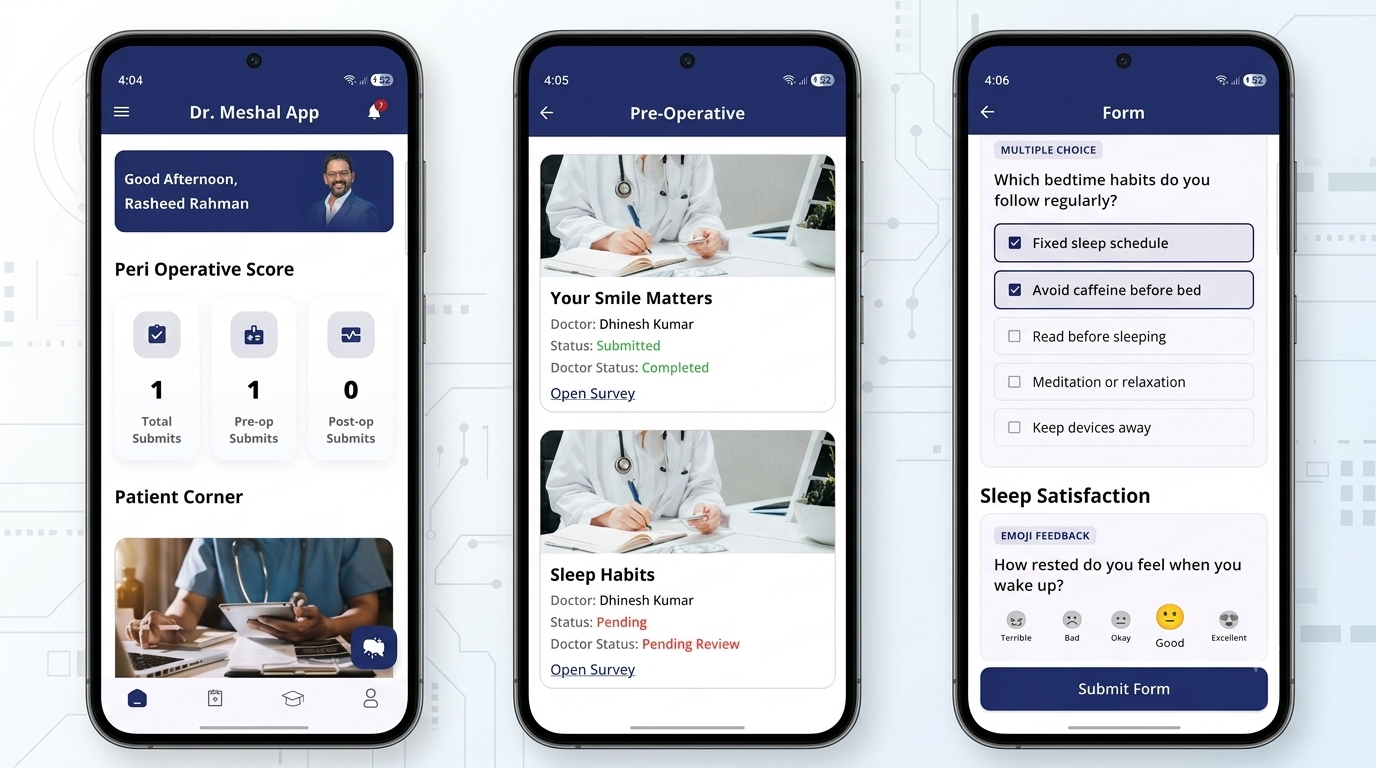 4:04
52
Dr. Meshal App
7
Good Afternoon,
Rasheed Rahman
Peri Operative Score
1
Total
Submits
1
Pre-op
Submits
0
Post-op
Submits
Patient Corner
4:05
52
Pre-Operative
Your Smile Matters
Doctor: Dhinesh Kumar
Status: Submitted
Doctor Status: Completed
Open Survey
Sleep Habits
Doctor: Dhinesh Kumar
Status: Pending
Doctor Status: Pending Review
Open Survey
4:06
52
Form
MULTIPLE CHOICE
Which bedtime habits do you
follow regularly?
Fixed sleep schedule
Avoid caffeine before bed
Read before sleeping
Meditation or relaxation
Keep devices away
Sleep Satisfaction
EMOJI FEEDBACK
How rested do you feel when you
wake up?
Terrible Bad Okay Good Excellent
Submit Form